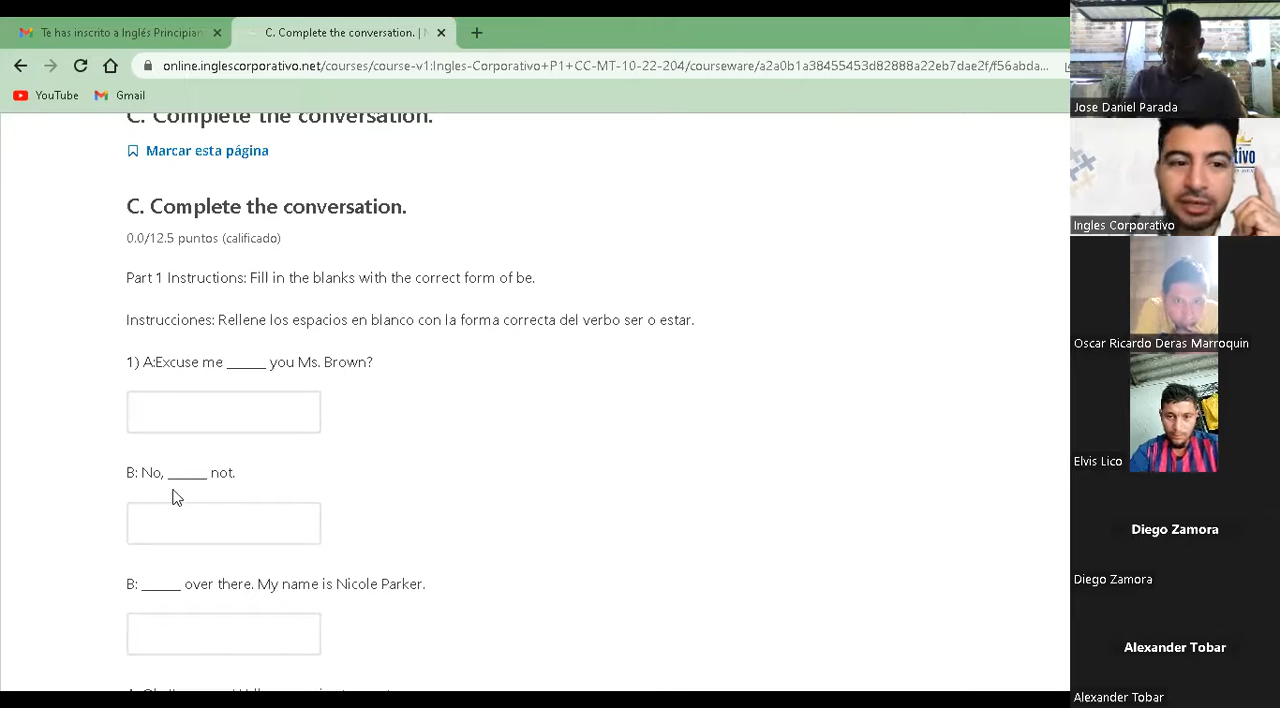 Te has inscrito a Inglés Principian
C. Complete the conversation. |
online.inglescorporativo.net/courses/course-v1:Ingles-Corporativo+P1+CC-MT-10-22-204/courseware/a2a0b1a38455453d82888a22eb7dae2f/f56abda...
YouTube
Gmail
C. Complete the conversation.
Marcar esta página
C. Complete the conversation.
0.0/12.5 puntos (calificado)
Part 1 Instructions: Fill in the blanks with the correct form of be.
Instrucciones: Rellene los espacios en blanco con la forma correcta del verbo ser o estar.
1) A:Excuse me _____ you Ms. Brown?
B: No, _____ not.
B: _____ over there. My name is Nicole Parker.
Jose Daniel Parada
tivo
Ingles Corporativo
Oscar Ricardo Deras Marroquin
Elvis Lico
Diego Zamora
Diego Zamora
Alexander Tobar
Alexander Tobar